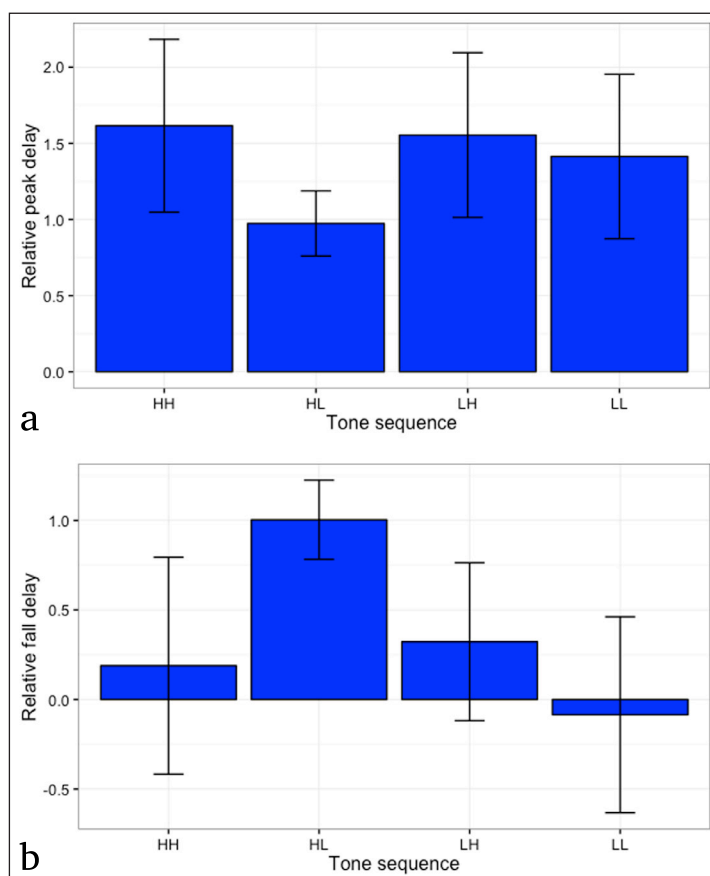 2.0
1.5
1.0
0.5
0.0
Relative peak delay
HH HL LH LL
Tone sequence
a
1.0
0.5
0.0
-0.5
Relative fall delay
HH HL LH LL
Tone sequence
b